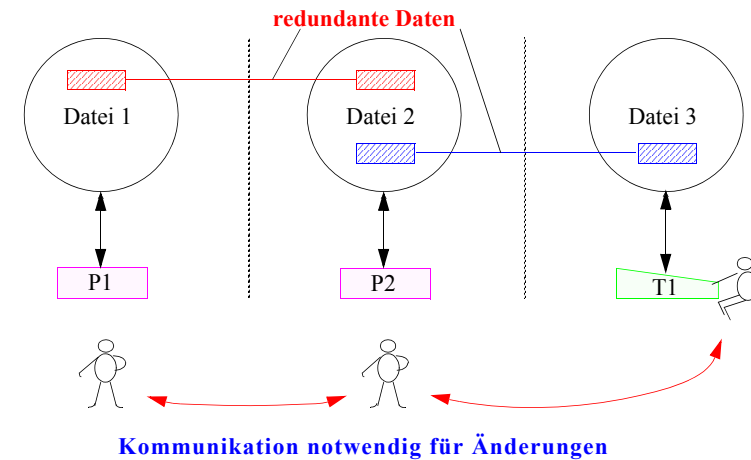 redundante Daten
Datei 1
Datei 2
Datei 3
P1
P2
T1
Kommunikation notwendig für Änderungen